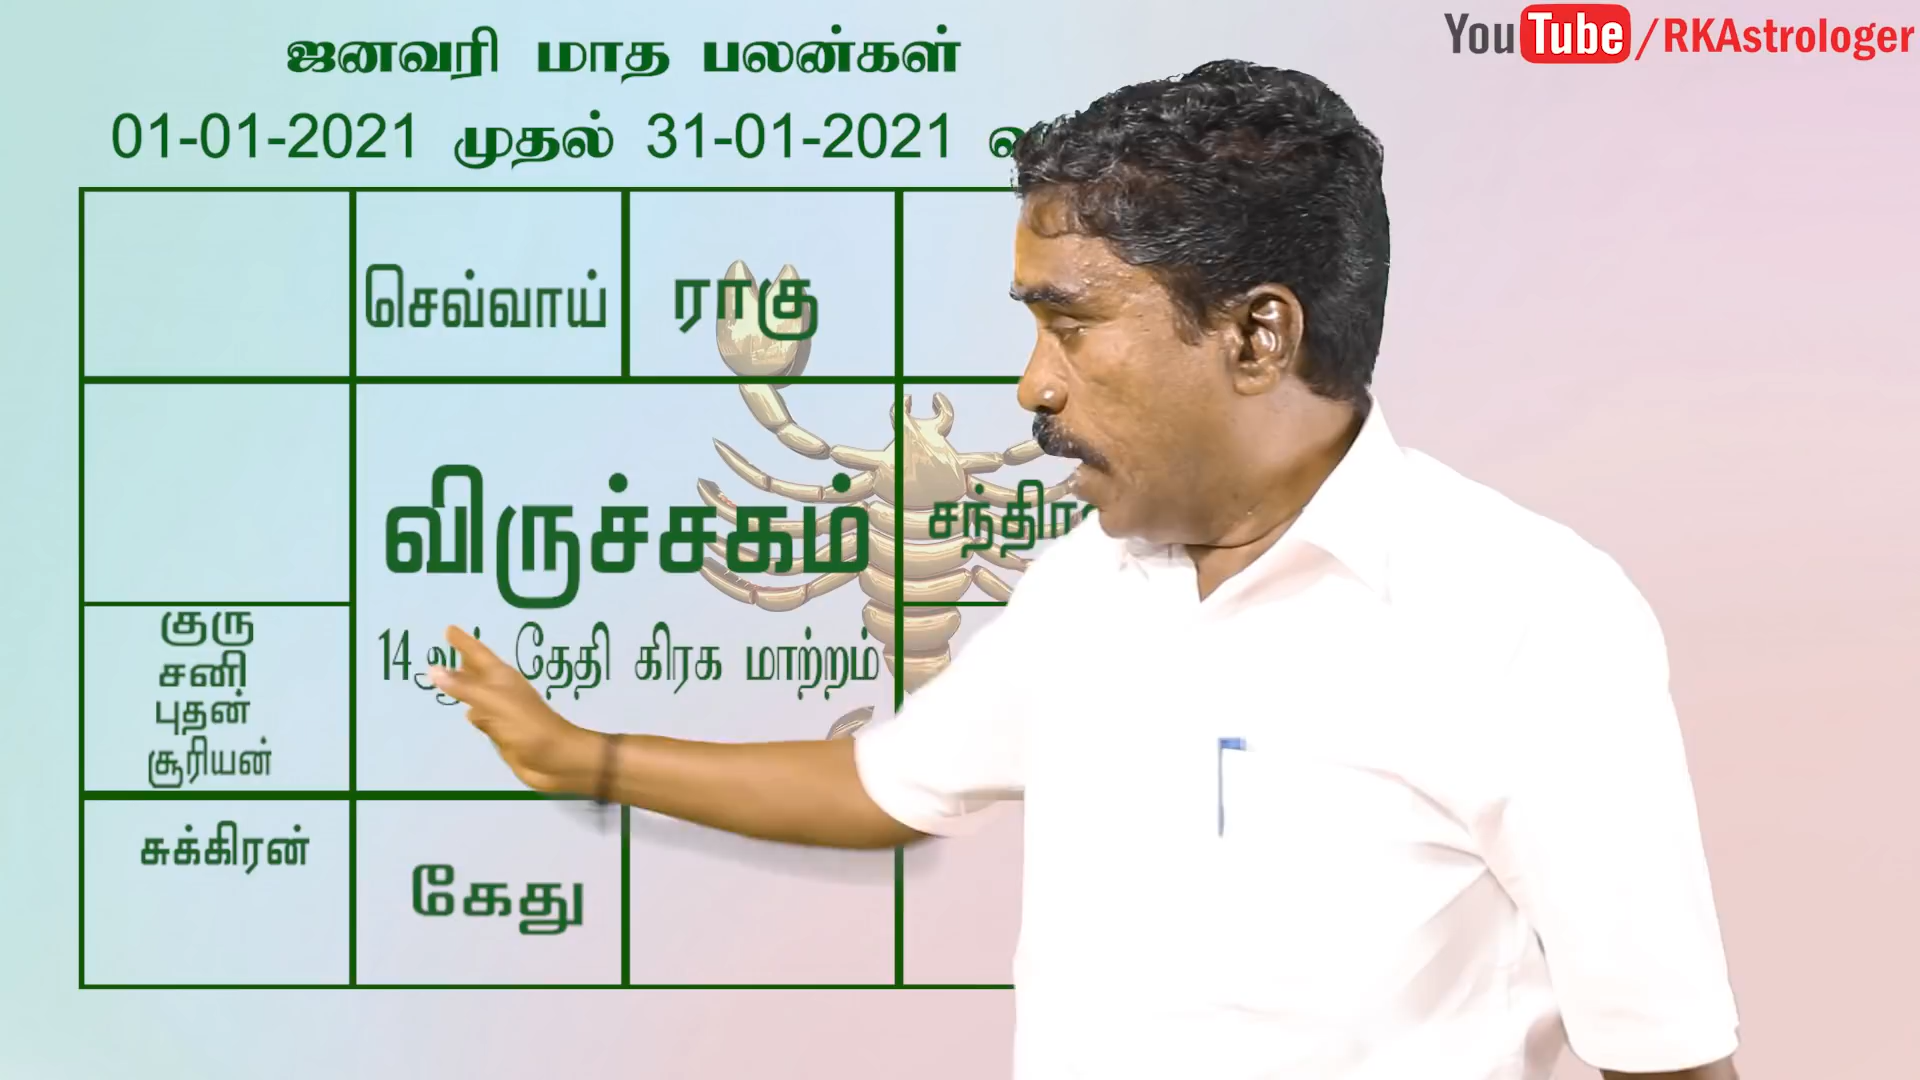 YouTube/RKAstrologer
ஜனவரி மாத பலன்கள்
01-01-2021 முதல் 31-01-2021
செவ்வாய்
ராகு
விருச்சகம்
14 தேதி கிரக மாற்றம்
குரு
சனி
புதன்
சூரியன்
சுக்கிரன்
கேது